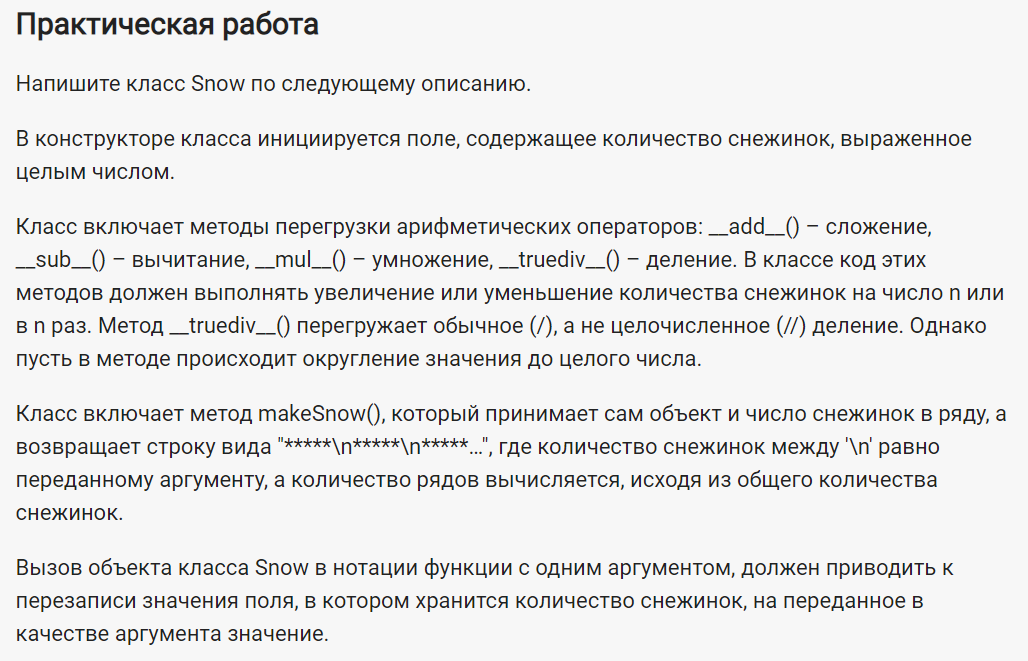 Практическая работа
Напишите класс Snow по следующему описанию.
В конструкторе класса инициируется поле, содержащее количество снежинок, выраженное
целым числом.
Класс включает методы перегрузки арифметических операторов: __add__() – сложение,
__sub__() – вычитание, __mul__() – умножение, __truediv__() – деление. В классе код этих
методов должен выполнять увеличение или уменьшение количества снежинок на число n или
в n раз. Метод __truediv__() перегружает обычное (/), а не целочисленное (//) деление. Однако
пусть в методе происходит округление значения до целого числа.
Класс включает метод makeSnow(), который принимает сам объект и число снежинок в ряду, а
возвращает строку вида "*****\n*****\n*****…", где количество снежинок между '\n' равно
переданному аргументу, а количество рядов вычисляется, исходя из общего количества
снежинок.
Вызов объекта класса Snow в нотации функции с одним аргументом, должен приводить к
перезаписи значения поля, в котором хранится количество снежинок, на переданное в
качестве аргумента значение.